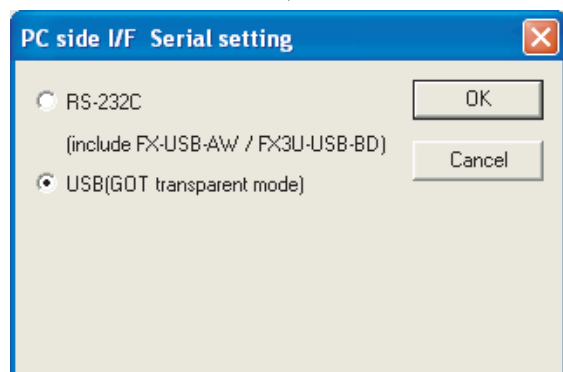 PC side I/F Serial setting
RS-232C
OK
(include FX-USB-AW / FX3U-USB-BD)
Cancel
USB(GOT transparent mode)